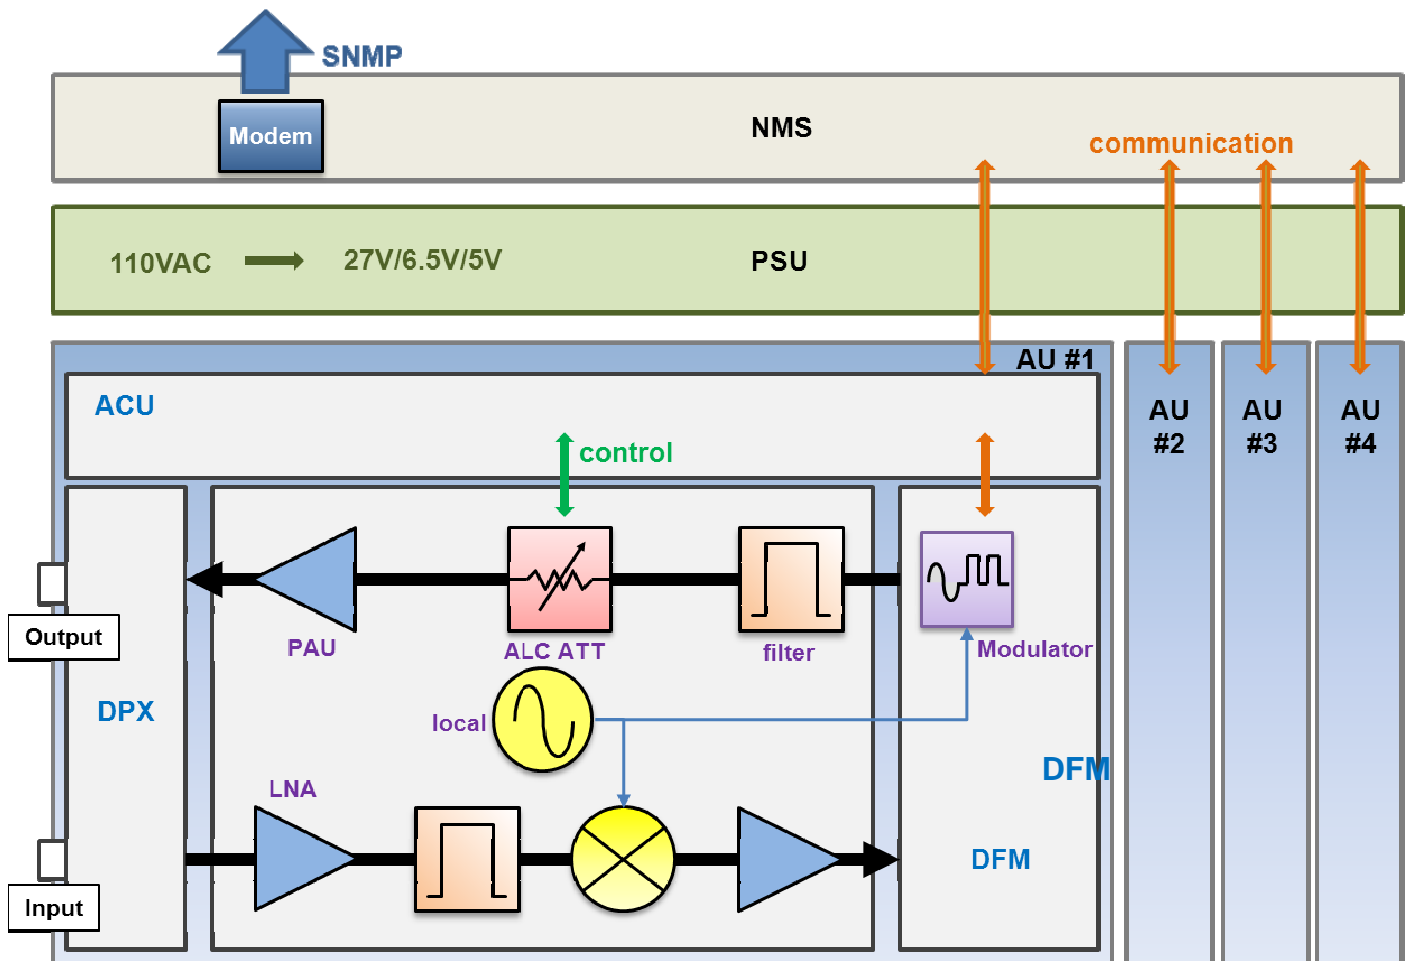 SNMP
Modem
NMS
communication
110VAC
27V/6.5V/5V
PSU
AU #1
ACU
control
AU
#2
AU
#3
AU
#4
Output
PAU
ALC ATT
filter
Modulator
DPX
local
DFM
LNA
DFM
Input